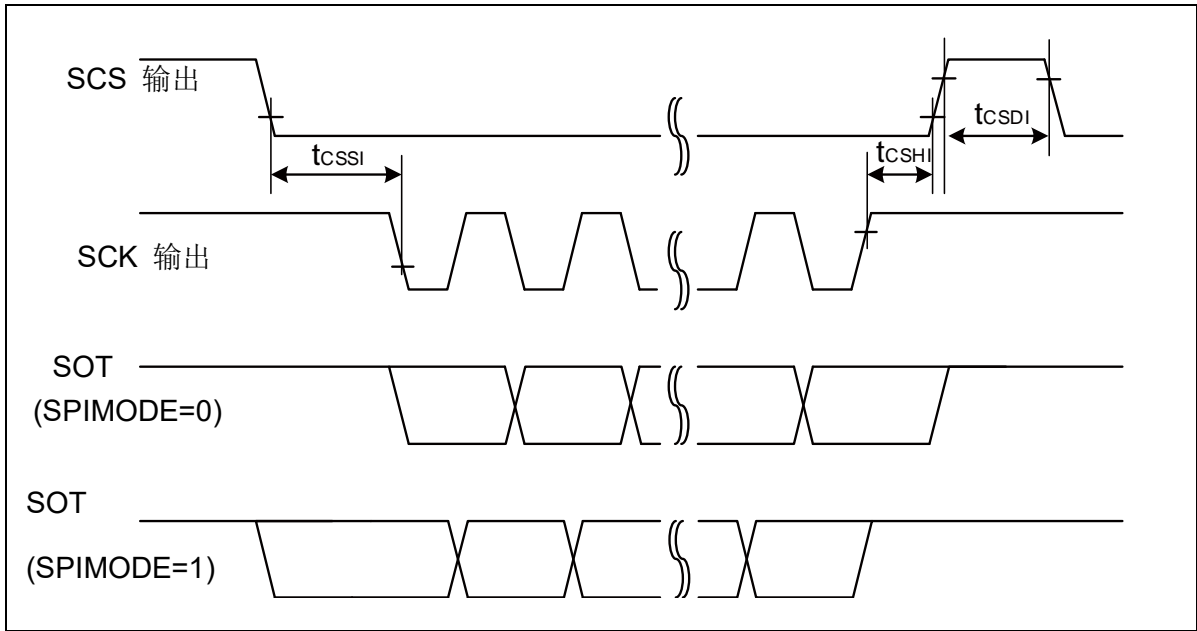 SCS 输出
tCSSI
tCSHI
tCSDI
SCK 输出
SOT
(SPIMODE=0)
SOT
(SPIMODE=1)